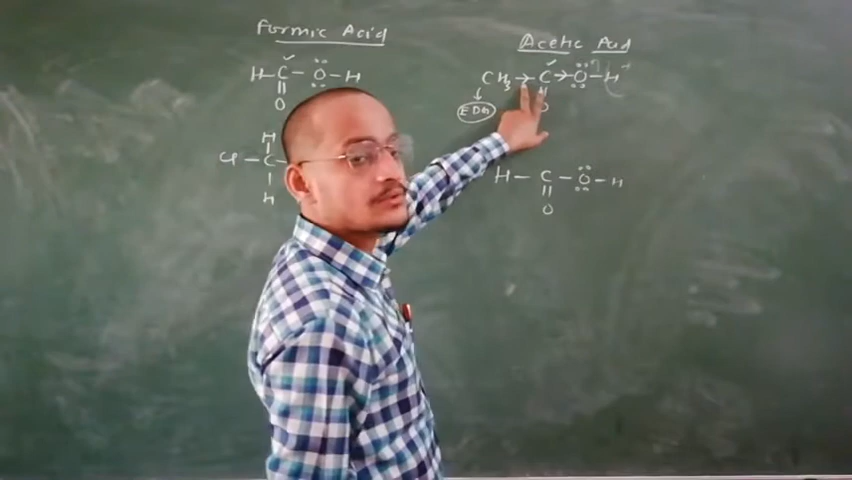 Formic Acid
H-C-O-H
O
H
Cl-C-
H
Acetic Acid
CH3→C→O-H
EDG O
H-C-O-H
O